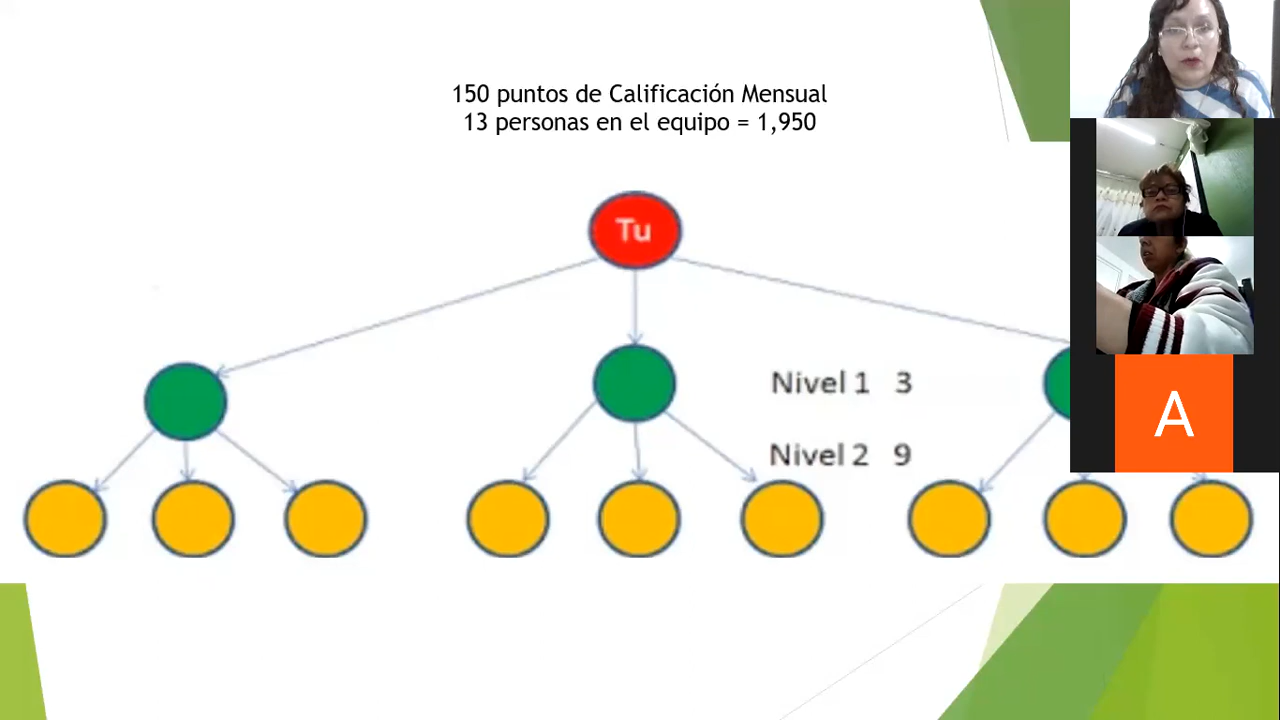 150 puntos de Calificación Mensual
13 personas en el equipo = 1,950
Tu
Nivel 1 3
Nivel 2 9
A